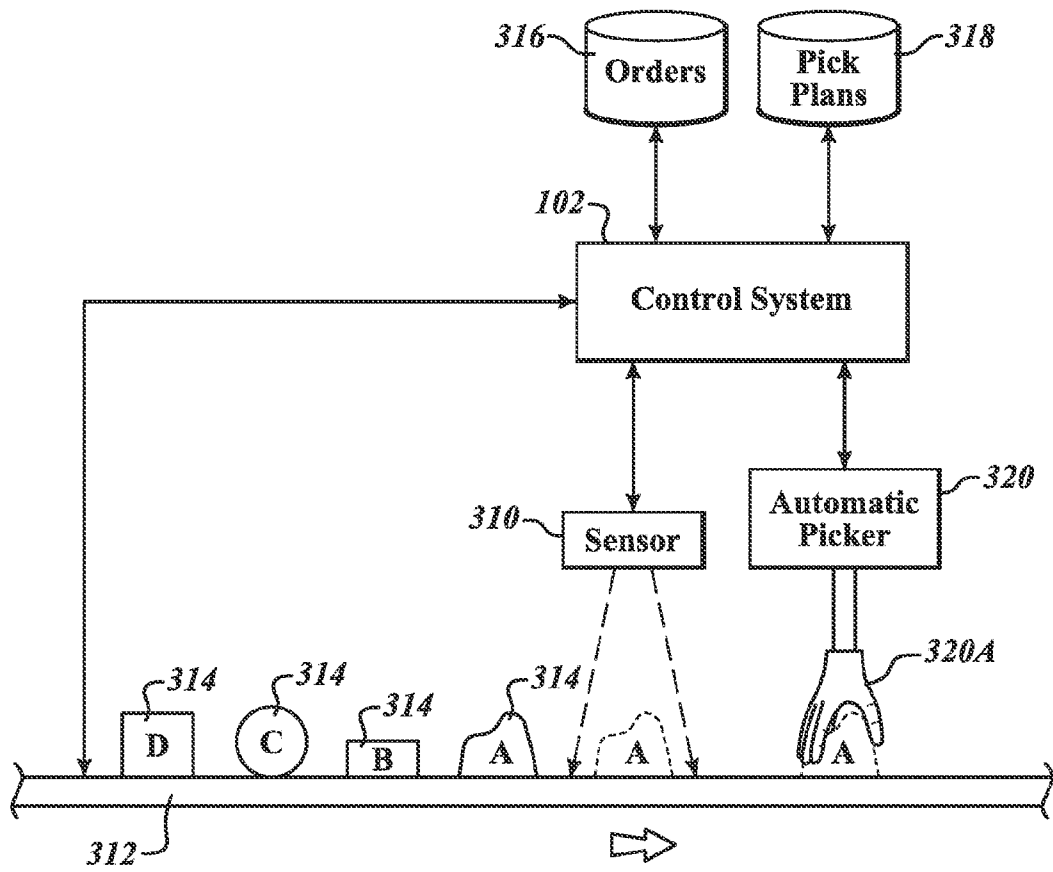 316
Orders
Pick
Plans
318
102
Control System
310
Sensor
Automatic
Picker
320
320A
314
D
314
C
314
B
314
A
A
A
312